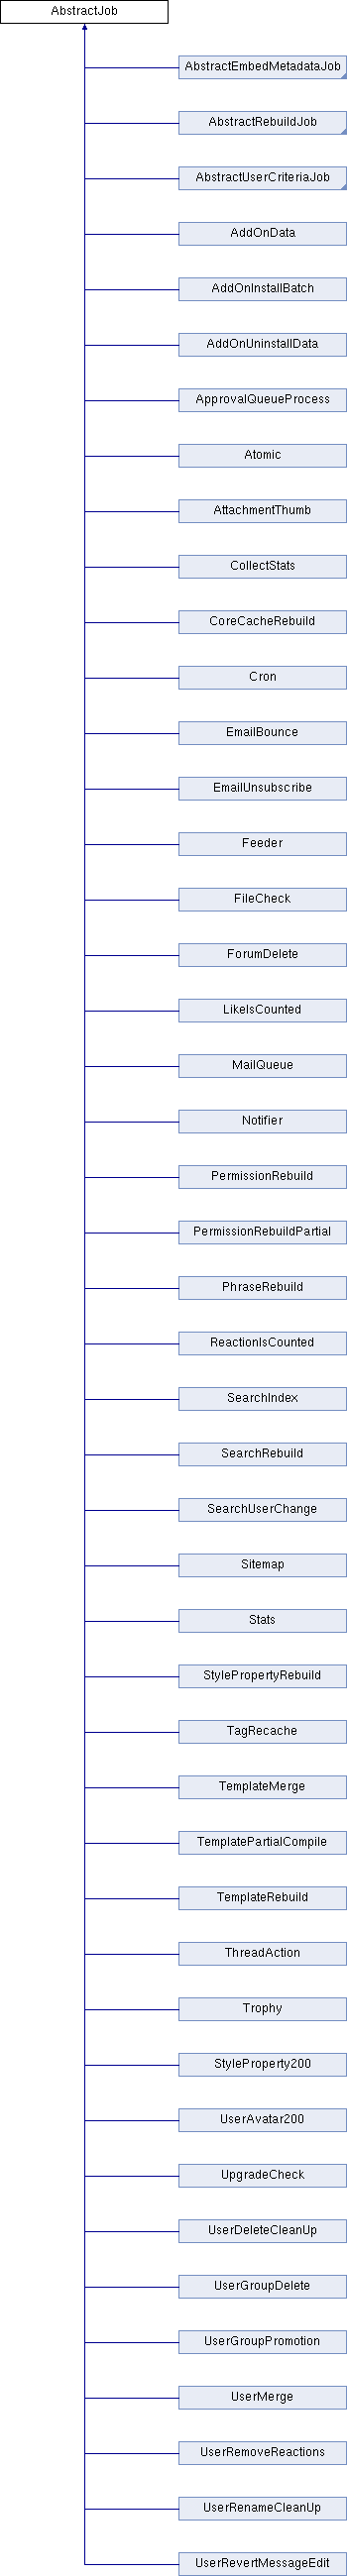 AbstractJob
AbstractEmbedMetadataJob
AbstractRebuildJob
AbstractUserCriteriaJob
AddOnData
AddOnInstallBatch
AddOnUninstallData
ApprovalQueueProcess
Atomic
AttachmentThumb
CollectStats
CoreCacheRebuild
Cron
EmailBounce
EmailUnsubscribe
Feeder
FileCheck
ForumDelete
LikeIsCounted
MailQueue
Notifier
PermissionRebuild
PermissionRebuildPartial
PhraseRebuild
ReactionIsCounted
SearchIndex
SearchRebuild
SearchUserChange
Sitemap
Stats
StylePropertyRebuild
TagRecache
TemplateMerge
TemplatePartialCompile
TemplateRebuild
ThreadAction
Trophy
StyleProperty200
UserAvatar200
UpgradeCheck
UserDeleteCleanUp
UserGroupDelete
UserGroupPromotion
UserMerge
UserRemoveReactions
UserRenameCleanUp
UserRevertMessageEdit